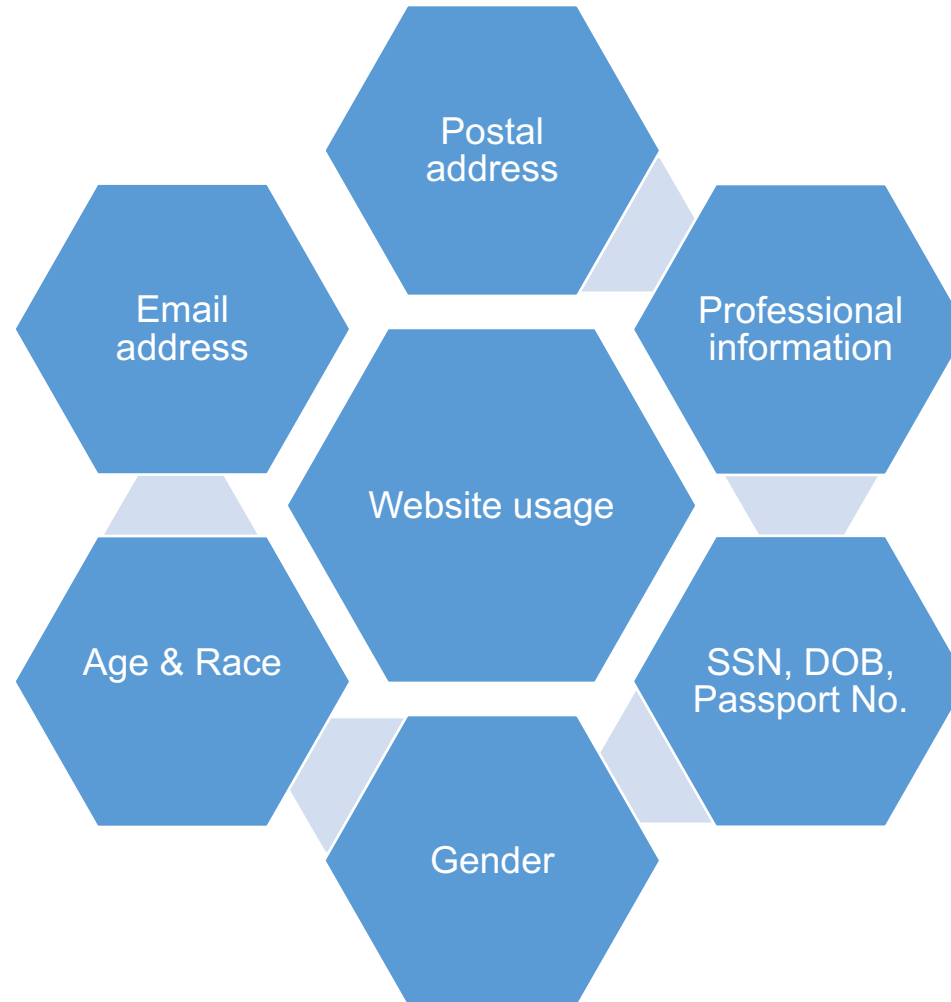 Postal
address
Email
address
Professional
information
Website usage
Age & Race
SSN, DOB,
Passport No.
Gender